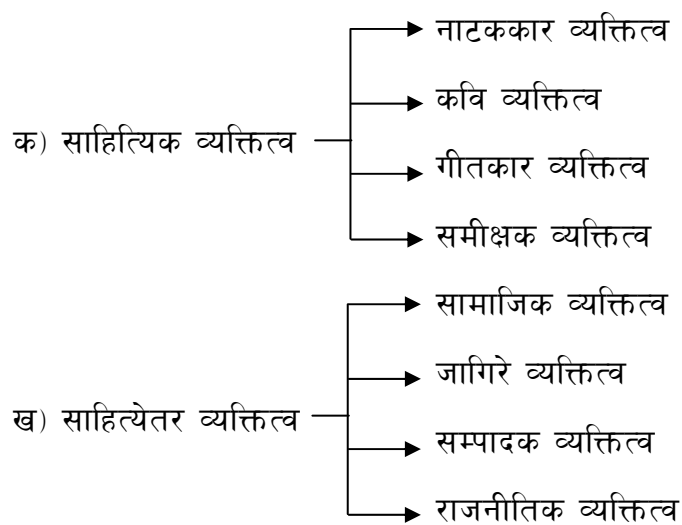 नाटककार व्यक्तित्व
कवि व्यक्तित्व
क) साहित्यिक व्यक्तित्व
गीतकार व्यक्तित्व
समीक्षक व्यक्तित्व
सामाजिक व्यक्तित्व
जागिरे व्यक्तित्व
ख) साहित्येतर व्यक्तित्व
सम्पादक व्यक्तित्व
राजनीतिक व्यक्तित्व